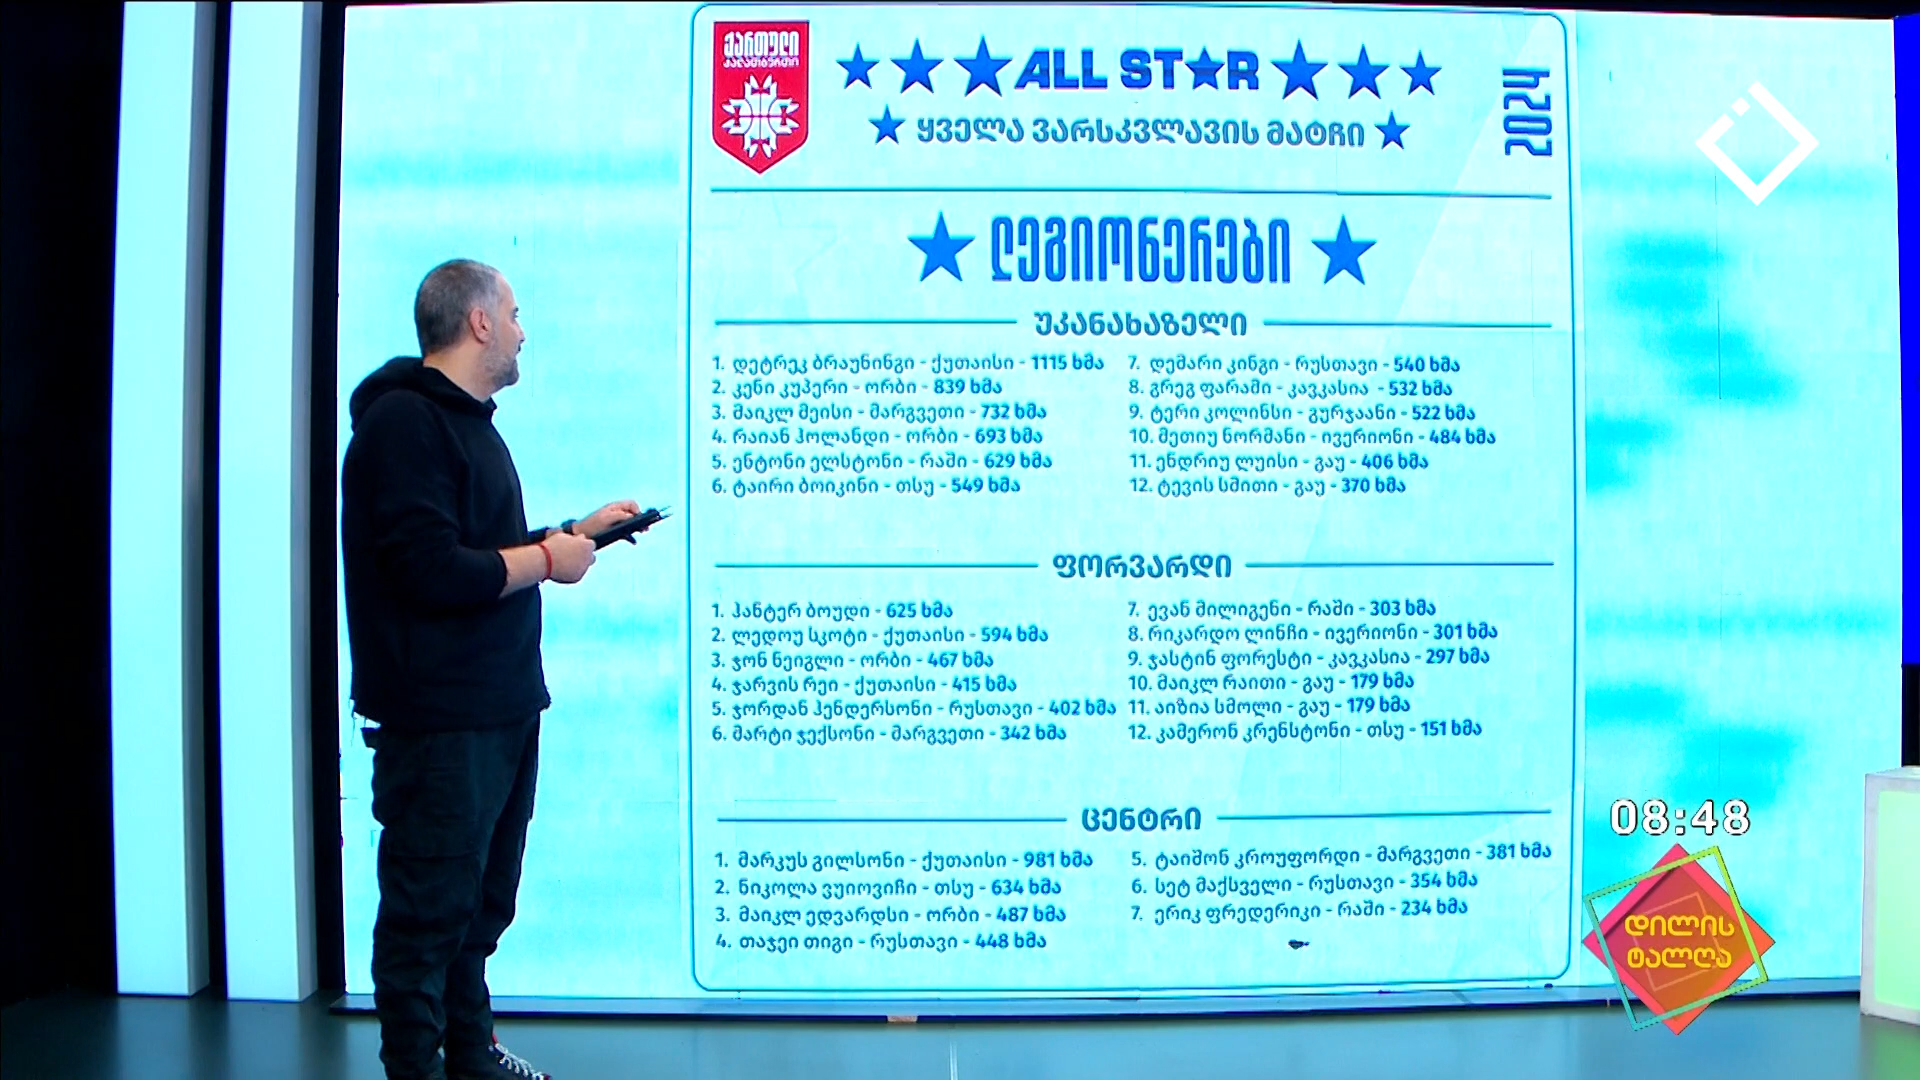 ქართული
კალათბურთი
ALL STAR
ყველა ვარსკვლავის მატჩი
2024
ლეგიონერები
უკანახაზელი
1. დეტრეკ ბრაუნინგი - ქუთაისი - 1115 ხმა
2. კენი კუპერი - ორბი - 839 ხმა
3. მაიკლ მეისი - მარგვეთი - 732 ხმა
4. რაიან ჰოლანდი - ორბი - 693 ხმა
5. ენტონი ელსტონი - რაში - 629 ხმა
6. ტაირი ბოიკინი - თსუ - 549 ხმა
7. დემარი კინგი - რუსთავი - 540 ხმა
8. გრეგ ფარამი - კავკასია - 532 ხმა
9. ტერი კოლინსი - გურჯაანი - 522 ხმა
10. მეთიუ ნორმანი - ივერიონი - 484 ხმა
11. ენდრიუ ლუისი - გაუ - 406 ხმა
12. ტევის სმითი - გაუ - 370 ხმა
ფორვარდი
1. ჰანტერ ბოუდი - 625 ხმა
2. ლედოუ სკოტი - ქუთაისი - 594 ხმა
3. ჯონ ნეიგლი - ორბი - 467 ხმა
4. ჯარვის რეი - ქუთაისი - 415 ხმა
5. ჯორდან ჰენდერსონი - რუსთავი - 402 ხმა
6. მარტი ჯექსონი - მარგვეთი - 342 ხმა
7. ევან მილიგენი - რაში - 303 ხმა
8. რიკარდო ლინჩი - ივერიონი - 301 ხმა
9. ჯასტინ ფორესტი - კავკასია - 297 ხმა
10. მაიკლ რაითი - გაუ - 179 ხმა
11. აიზია სმოლი - გაუ - 179 ხმა
12. კამერონ კრენსტონი - თსუ - 151 ხმა
ცენტრი
1. მარკუს გილსონი - ქუთაისი - 981 ხმა
2. ნიკოლა ვუიოვიჩი - თსუ - 634 ხმა
3. მაიკლ ედვარდსი - ორბი - 487 ხმა
4. თაჯეი თიგი - რუსთავი - 448 ხმა
5. ტაიშონ კროუფორდი - მარგვეთი - 381 ხმა
6. სეტ მაქსველი - რუსთავი - 354 ხმა
7. ერიკ ფრედერიკი - რაში - 234 ხმა
08:48
დილის
ტალღა